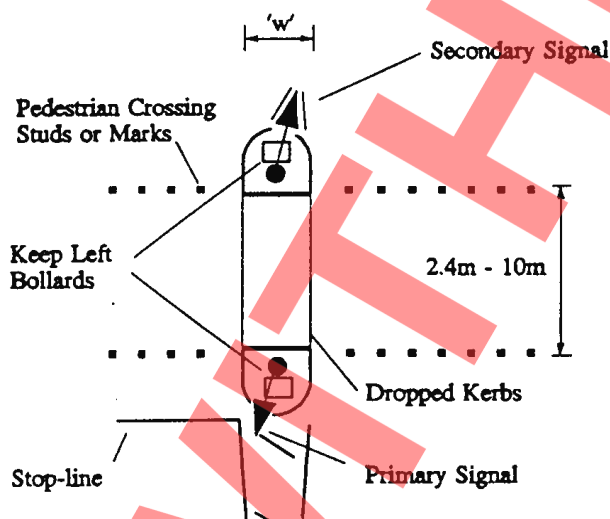 'w'
Secondary Signal
Pedestrian Crossing
Studs or Marks
Keep Left
Bollards
2.4m - 10m
Dropped Kerbs
Stop-line
Primary Signal